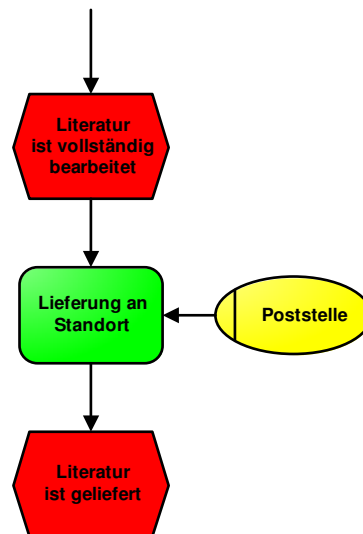 Literatur
ist vollständig
bearbeitet
Lieferung an
Standort
Poststelle
Literatur
ist geliefert